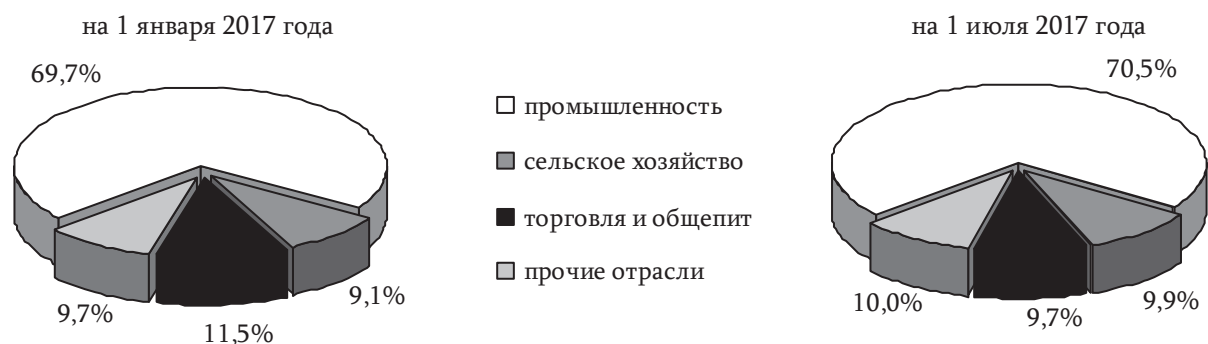 на 1 января 2017 года
69,7%
9,7%
11,5%
9,1%
промышленность
сельское хозяйство
торговля и общепит
прочие отрасли
на 1 июля 2017 года
70,5%
10,0%
9,7%
9,9%